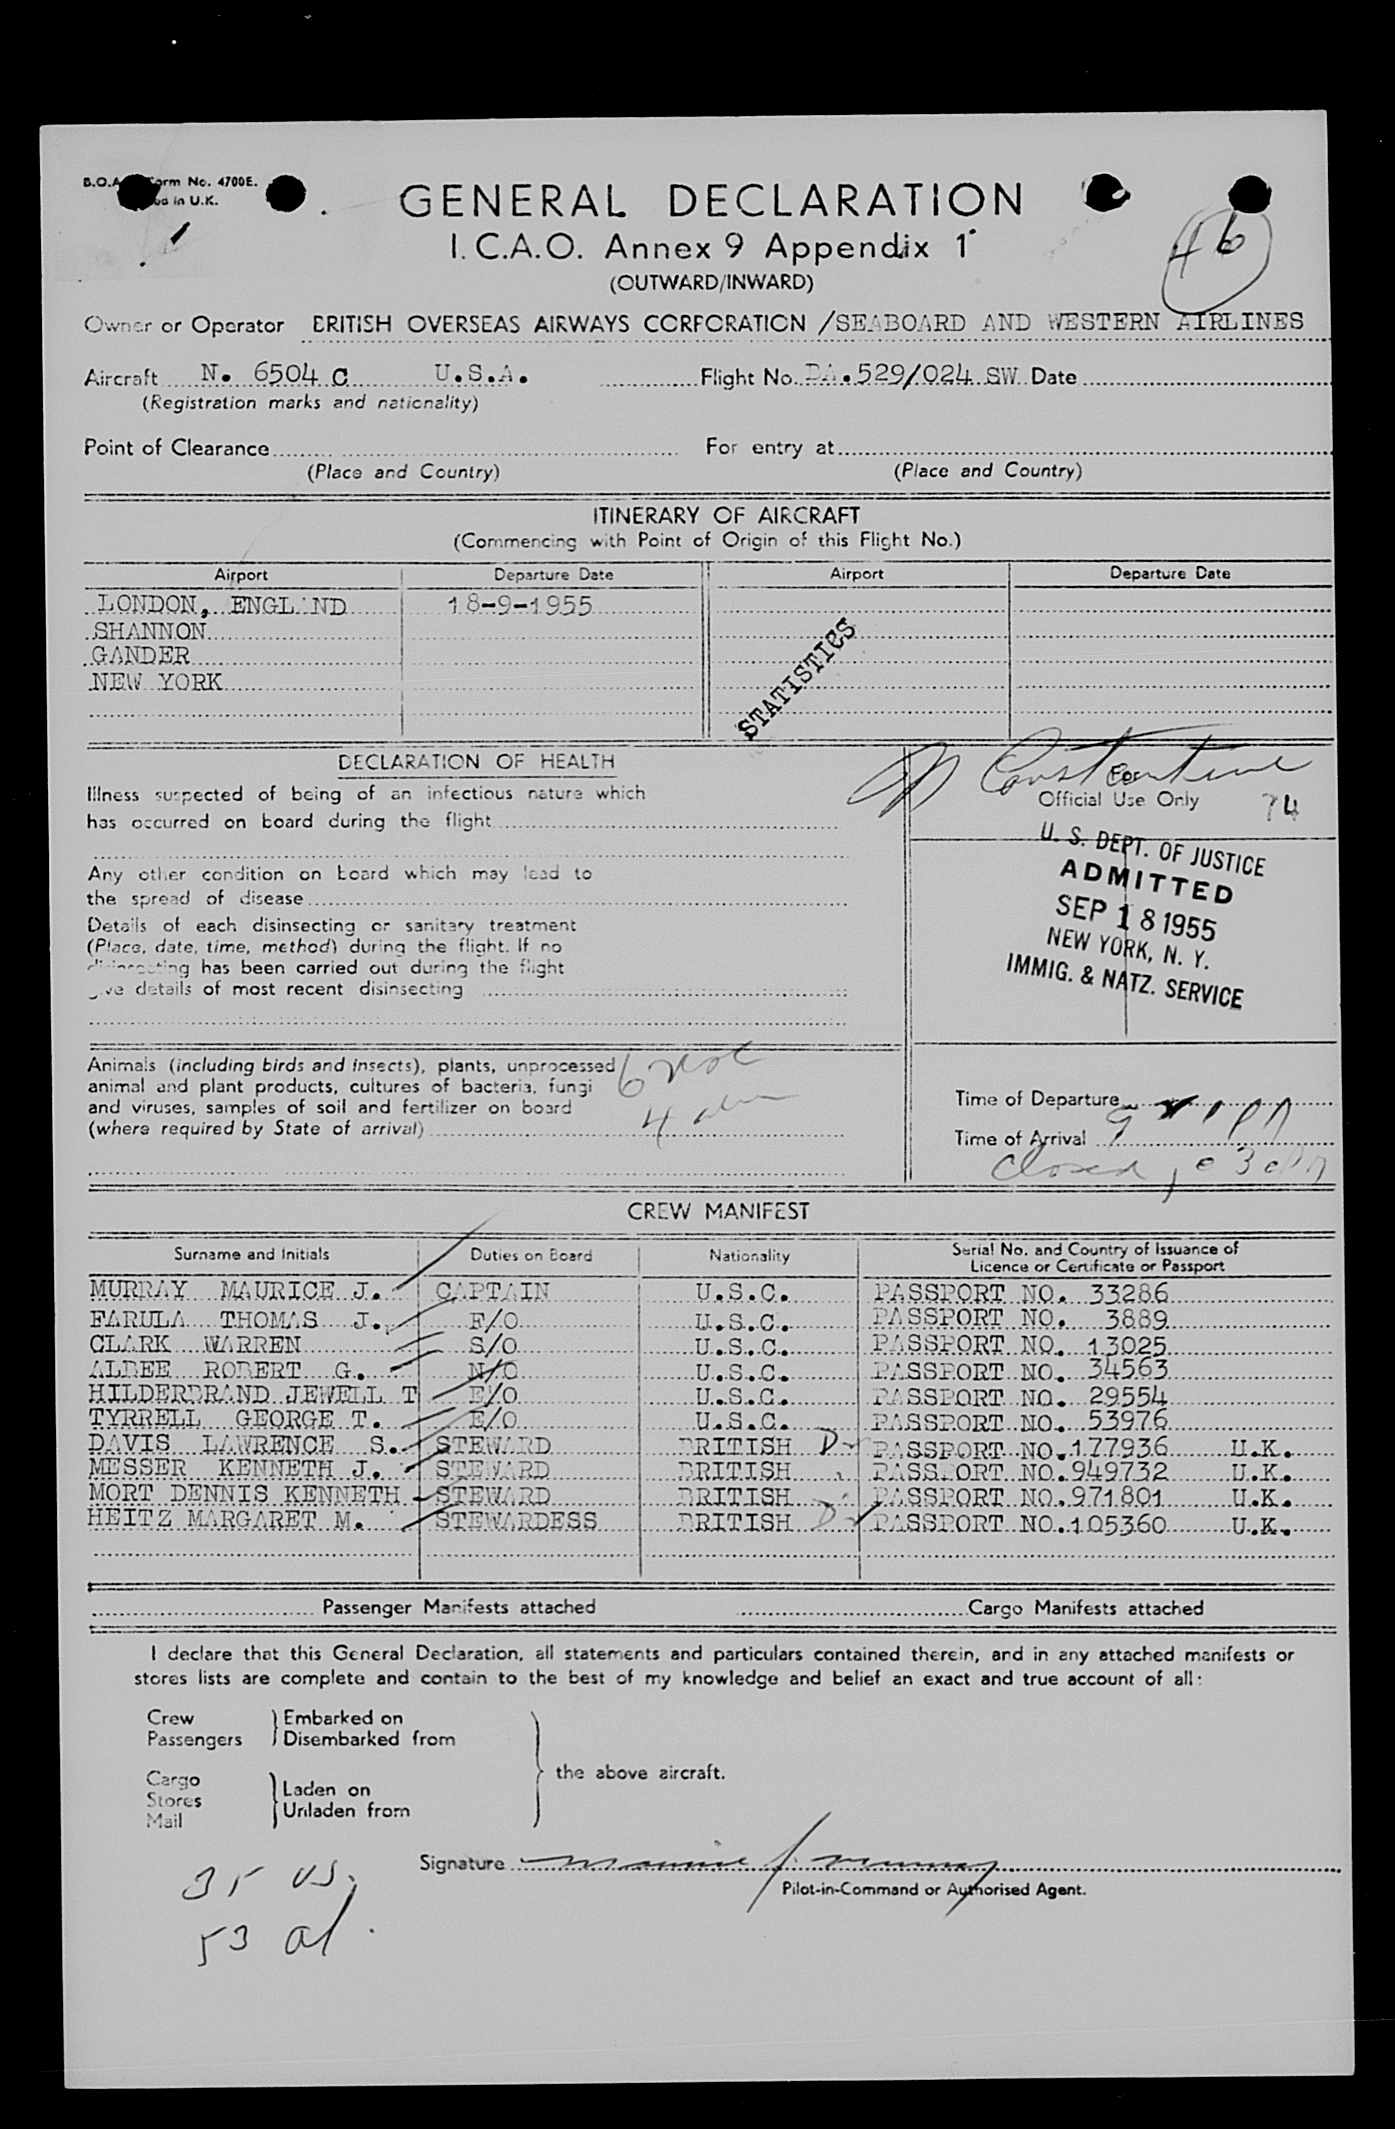 B.O.A. Form No. 4700E.
in U.K.
GENERAL DECLARATION
I.C.A.O. Annex 9 Appendix 1
(OUTWARD/INWARD)
46
Owner or Operator BRITISH OVERSEAS AIRWAYS CORPORATION /SEABOARD AND WESTERN AIRLINES
Aircraft N. 6504 C U.S.A. Flight No. BA.529/024 SW Date
(Registration marks and nationality)
Point of Clearance For entry at
(Place and Country) (Place and Country)
ITINERARY OF AIRCRAFT
(Commencing with Point of Origin of this Flight No.)
Airport Departure Date Airport Departure Date
LONDON, ENGLAND 18-9-1955
SHANNON
GANDER
NEW YORK
STATISTICS
DECLARATION OF HEALTH
Illness suspected of being of an infectious nature which
has occurred on board during the flight
Any other condition on board which may lead to
the spread of disease
Details of each disinsecting or sanitary treatment
(Place, date, time, method) during the flight. If no
disinsecting has been carried out during the flight
give details of most recent disinsecting
Constantine
For
Official Use Only
74
U. S. DEPT. OF JUSTICE
ADMITTED
SEP 18 1955
NEW YORK, N. Y.
IMMIG. & NATZ. SERVICE
Animals (including birds and insects), plants, unprocessed
animal and plant products, cultures of bacteria, fungi
and viruses, samples of soil and fertilizer on board
(where required by State of arrival)
6
4
Time of Departure
Time of Arrival
closed
CREW MANIFEST
Surname and Initials Duties on Board Nationality Serial No. and Country of Issuance of
Licence or Certificate or Passport
MURRAY MAURICE J. CAPTAIN U.S.C. PASSPORT NO. 33286
FARULA THOMAS J. F/O U.S.C. PASSPORT NO. 3889
CLARK WARREN S/O U.S.C. PASSPORT NO. 13025
ALBEE ROBERT G. N/O U.S.C. PASSPORT NO. 34563
HILDERBRAND JEWELL T E/O U.S.C. PASSPORT NO. 29554
TYRRELL GEORGE T. E/O U.S.C. PASSPORT NO. 53976
DAVIS LAWRENCE S. STEWARD BRITISH PASSPORT NO.177936 U.K.
MESSER KENNETH J. STEWARD BRITISH PASSPORT NO.949732 U.K.
MORT DENNIS KENNETH STEWARD BRITISH PASSPORT NO.971801 U.K.
HEITZ MARGARET M. STEWARDESS BRITISH PASSPORT NO.105360 U.K.
Passenger Manifests attached Cargo Manifests attached
I declare that this General Declaration, all statements and particulars contained therein, and in any attached manifests or
stores lists are complete and contain to the best of my knowledge and belief an exact and true account of all:
Crew Embarked on
Passengers Disembarked from
the above aircraft.
Cargo
Stores Laden on
Mail Unladen from
Signature Maurice J. Murray
Pilot-in-Command or Authorised Agent.
35 US.
53 al.